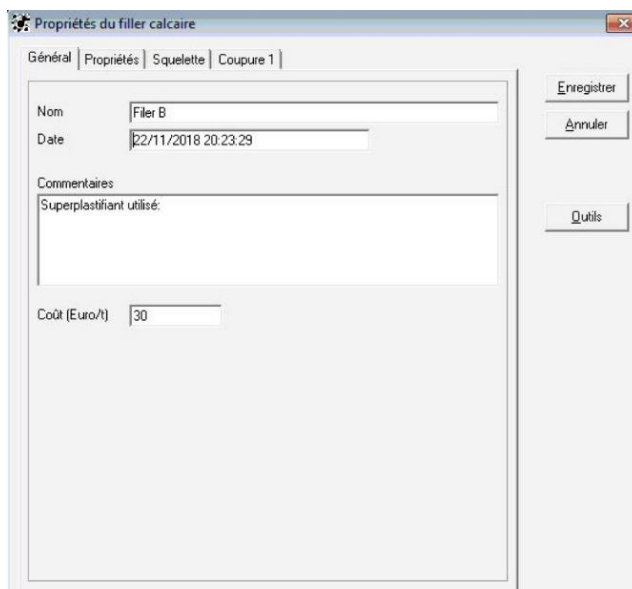 Propriétés du filler calcaire
Général Propriétés Squelette Coupure 1
Enregistrer
Nom Filer B
Annuler
Date 22/11/2018 20:23:29
Commentaires
Superplastifiant utilisé:
Outils
Coût (Euro/t) 30